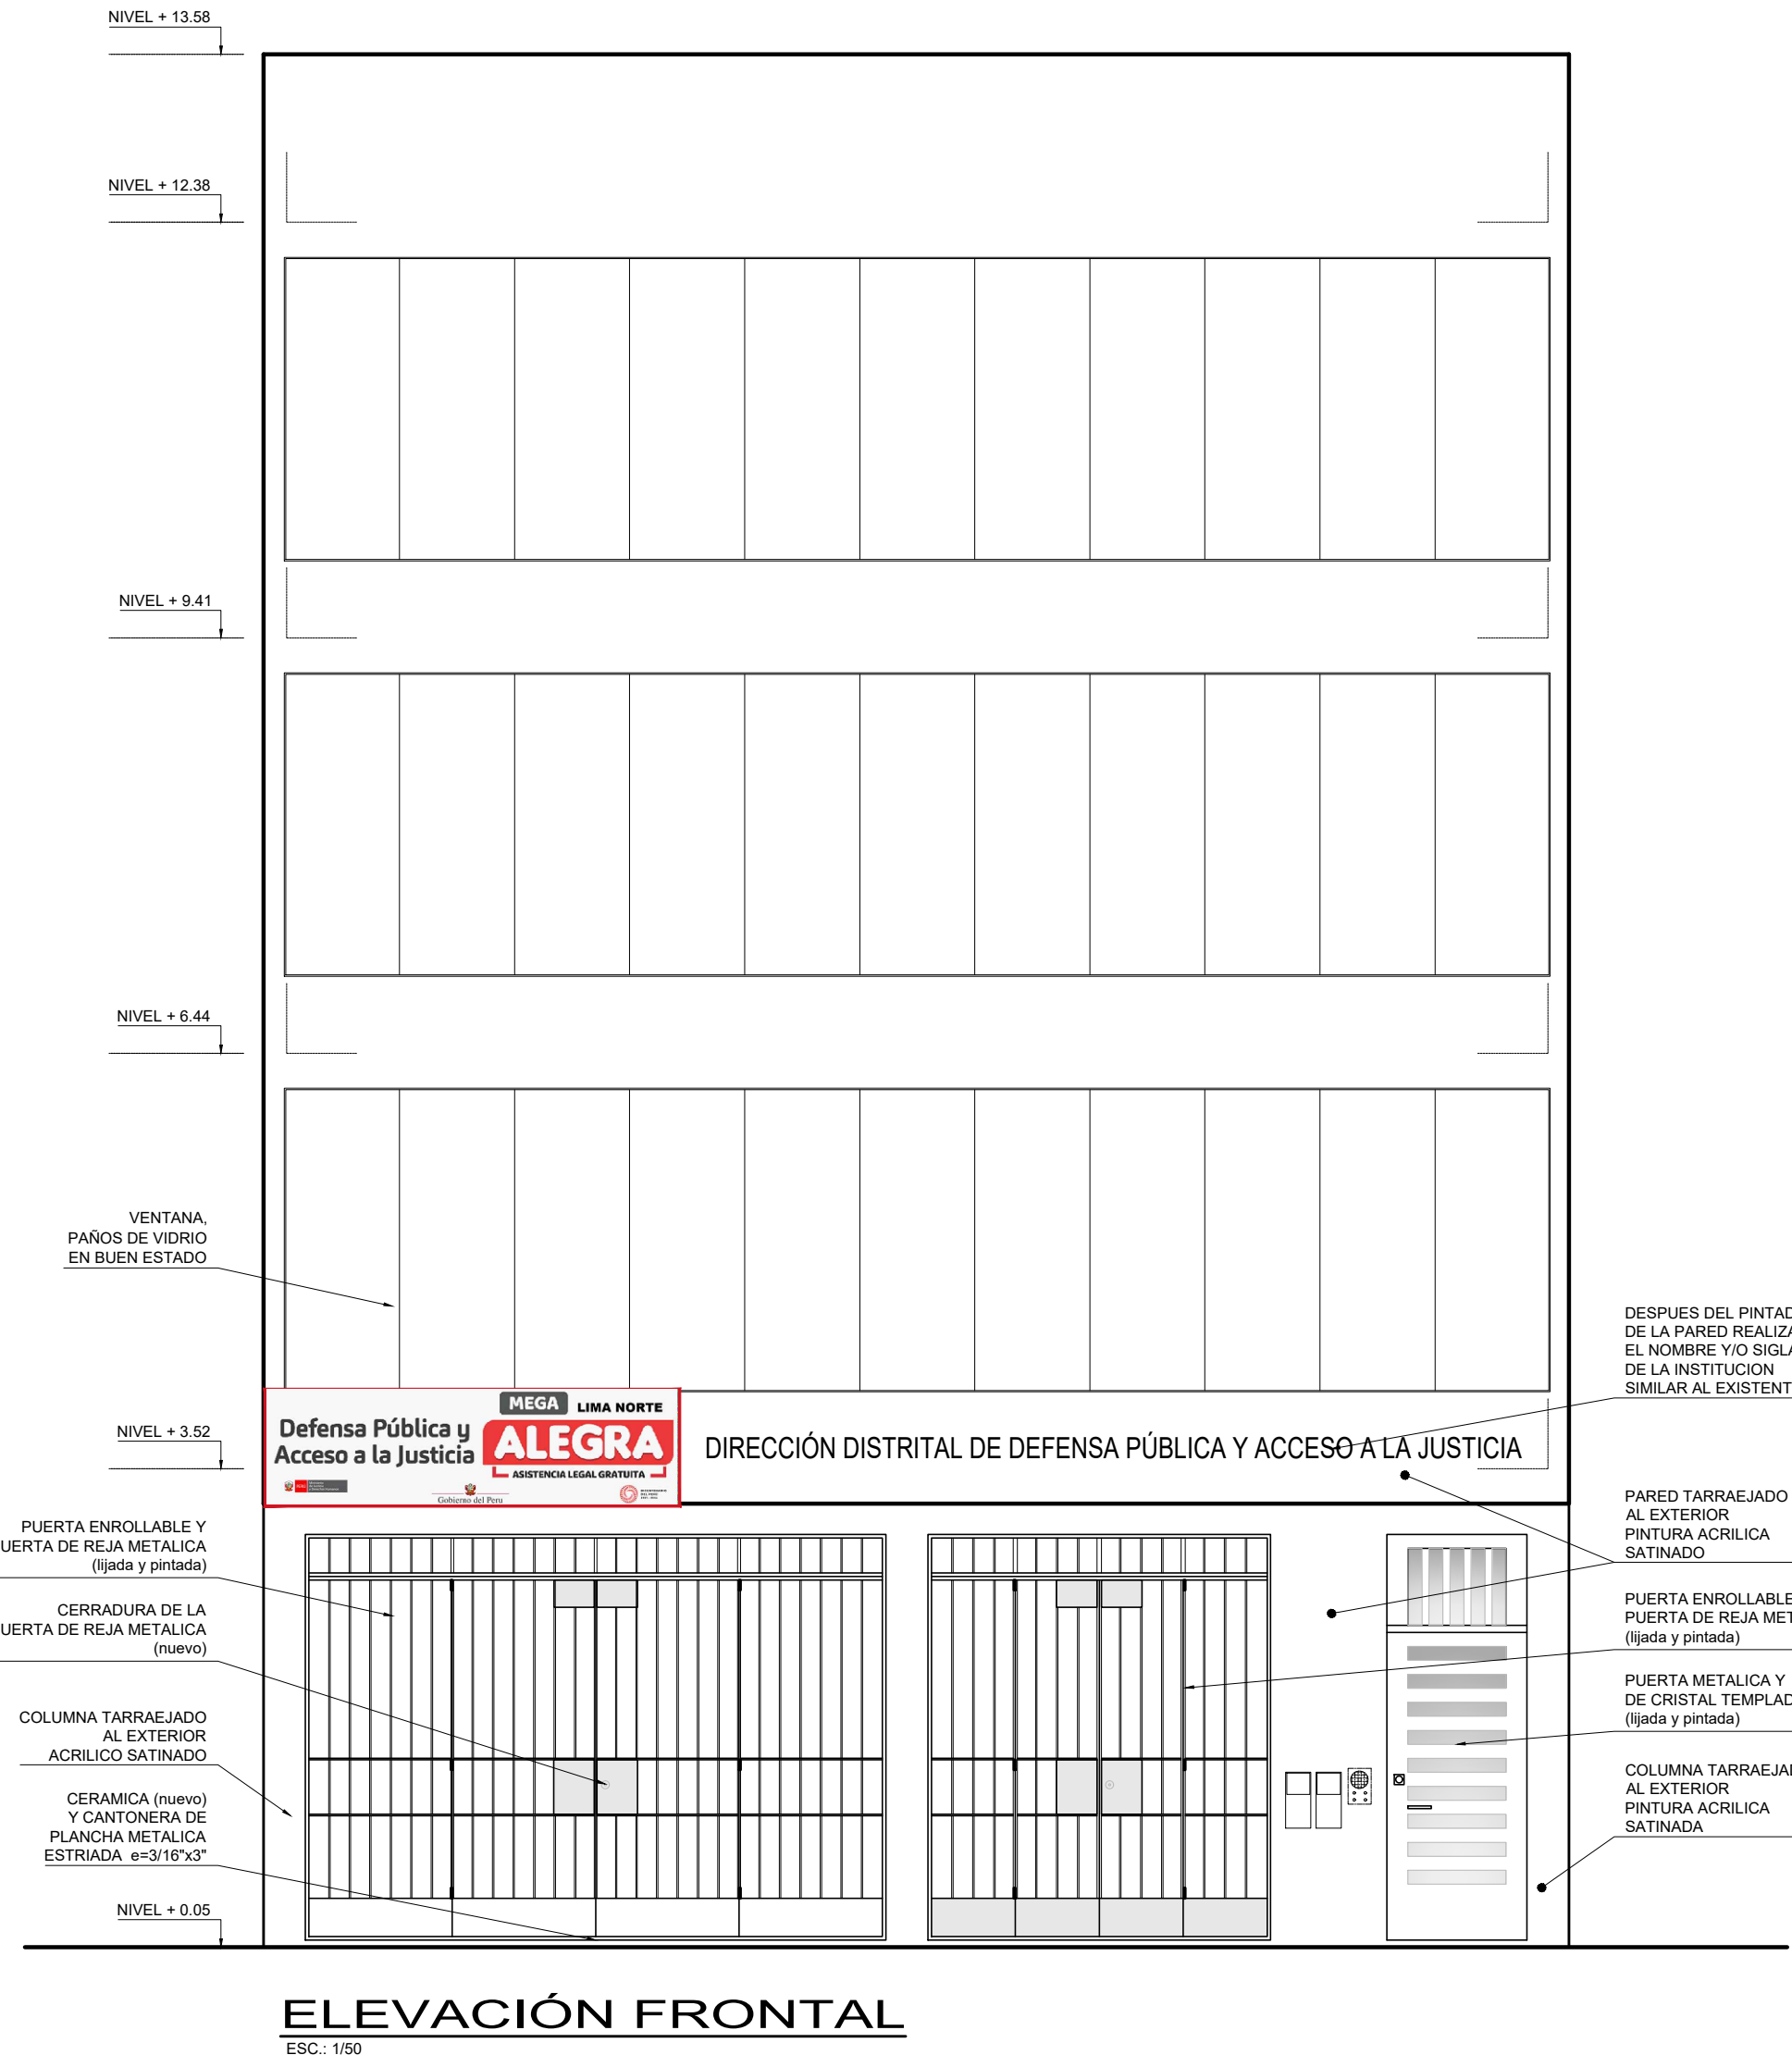 NIVEL + 13.58
NIVEL + 12.38
NIVEL + 9.41
NIVEL + 6.44
VENTANA,
PAÑOS DE VIDRIO
EN BUEN ESTADO
NIVEL + 3.52
PUERTA ENROLLABLE Y
UERTA DE REJA METALICA
(lijada y pintada)
CERRADURA DE LA
UERTA DE REJA METALICA
(nuevo)
COLUMNA TARRAEJADO
AL EXTERIOR
ACRILICO SATINADO
CERAMICA (nuevo)
Y CANTONERA DE
PLANCHA METALICA
ESTRIADA e=3/16"x3"
NIVEL + 0.05
MEGA LIMA NORTE
Defensa Pública y
Acceso a la Justicia
ALEGRA
ASISTENCIA LEGAL GRATUITA
Gobierno del Peru
DIRECCIÓN DISTRITAL DE DEFENSA PÚBLICA Y ACCESO A LA JUSTICIA
DESPUES DEL PINTAD
DE LA PARED REALIZA
EL NOMBRE Y/O SIGLA
DE LA INSTITUCION
SIMILAR AL EXISTENT
PARED TARRAEJADO
AL EXTERIOR
PINTURA ACRILICA
SATINADO
PUERTA ENROLLABLE
PUERTA DE REJA MET
(lijada y pintada)
PUERTA METALICA Y
DE CRISTAL TEMPLAD
(lijada y pintada)
COLUMNA TARRAEJAD
AL EXTERIOR
PINTURA ACRILICA
SATINADA
ELEVACIÓN FRONTAL
ESC.: 1/50